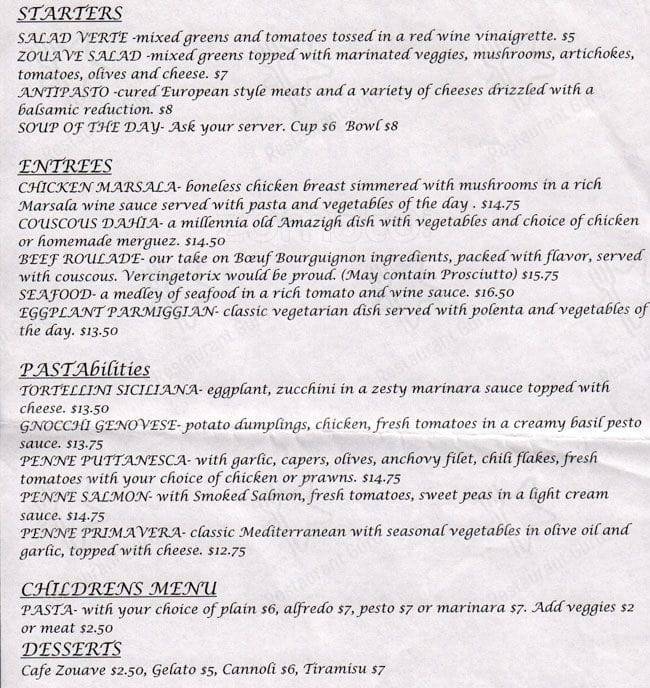 STARTERS
SALAD VERTE -mixed greens and tomatoes tossed in a red wine vinaigrette. $5
ZOUAVE SALAD -mixed greens topped with marinated veggies, mushrooms, artichokes,
tomatoes, olives and cheese. $7
ANTIPASTO -cured European style meats and a variety of cheeses drizzled with a
balsamic reduction. $8
SOUP OF THE DAY- Ask your server. Cup $6 Bowl $8
ENTREES
CHICKEN MARSALA- boneless chicken breast simmered with mushrooms in a rich
Marsala wine sauce served with pasta and vegetables of the day . $14.75
COUSCOUS DAHIA- a millennia old Amazigh dish with vegetables and choice of chicken
or homemade merguez. $14.50
BEEF ROULADE- our take on Bœuf Bourguignon ingredients, packed with flavor, served
with couscous. Vercingetorix would be proud. (May contain Prosciutto) $15.75
SEAFOOD- a medley of seafood in a rich tomato and wine sauce. $16.50
EGGPLANT PARMIGGIAN- classic vegetarian dish served with polenta and vegetables of
the day. $13.50
PASTAbilities
TORTELLINI SICILIANA- eggplant, zucchini in a zesty marinara sauce topped with
cheese. $13.50
GNOCCHI GENOVESE- potato dumplings, chicken, fresh tomatoes in a creamy basil pesto
sauce. $13.75
PENNE PUTTANESCA- with garlic, capers, olives, anchovy filet, chili flakes, fresh
tomatoes with your choice of chicken or prawns. $14.75
PENNE SALMON- with Smoked Salmon, fresh tomatoes, sweet peas in a light cream
sauce. $14.75
PENNE PRIMAVERA- classic Mediterranean with seasonal vegetables in olive oil and
garlic, topped with cheese. $12.75
CHILDRENS MENU
PASTA- with your choice of plain $6, alfredo $7, pesto $7 or marinara $7. Add veggies $2
or meat $2.50
DESSERTS
Cafe Zouave $2.50, Gelato $5, Cannoli $6, Tiramisu $7